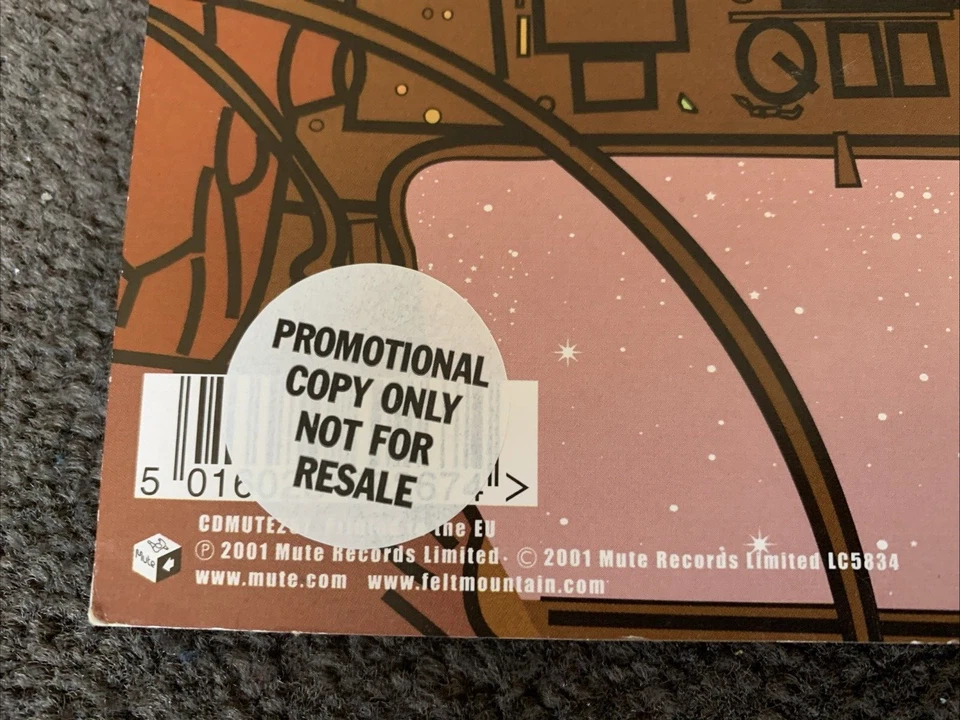 PROMOTIONAL
COPY ONLY
NOT FOR
RESALE
5 016 674 >
CDMUTE2 the EU
Mute ℗ 2001 Mute Records Limited. © 2001 Mute Records Limited LC5834
www.mute.com www.feltmountain.com